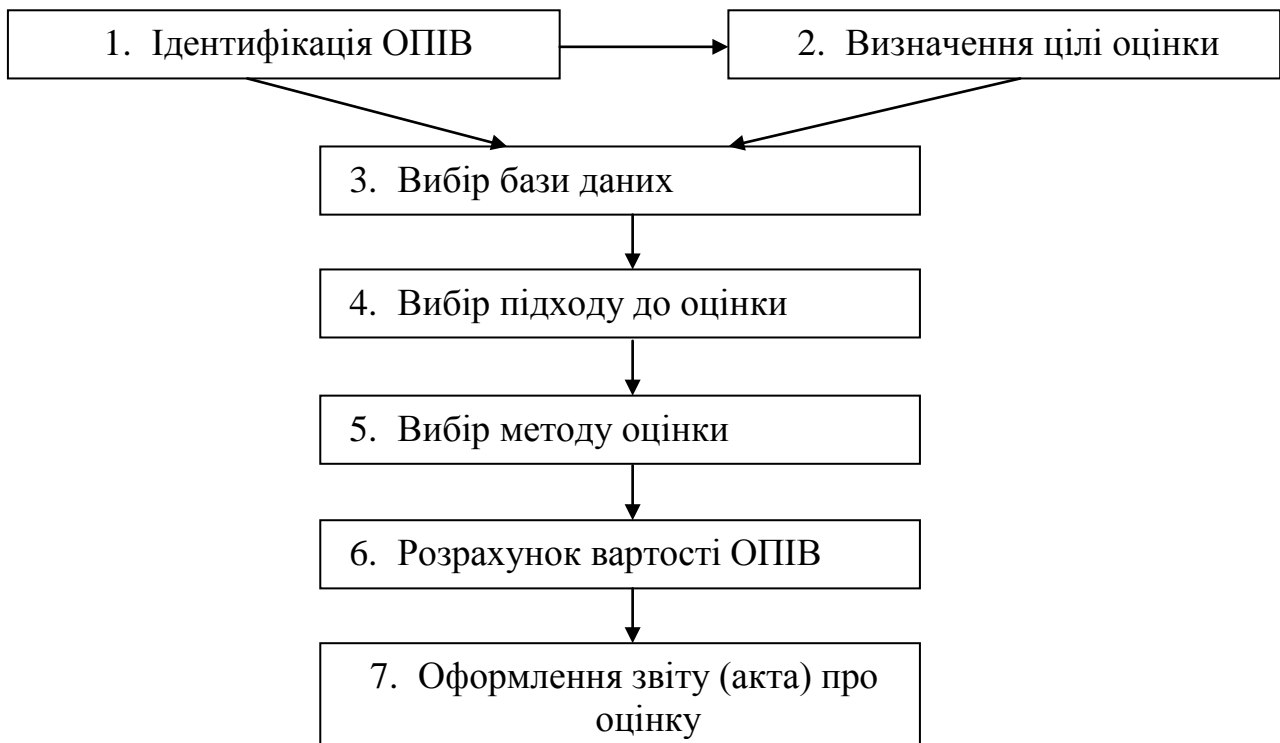 1. Ідентифікація ОПІВ
2. Визначення цілі оцінки
3. Вибір бази даних
4. Вибір підходу до оцінки
5. Вибір методу оцінки
6. Розрахунок вартості ОПІВ
7. Оформлення звіту (акта) про
оцінку